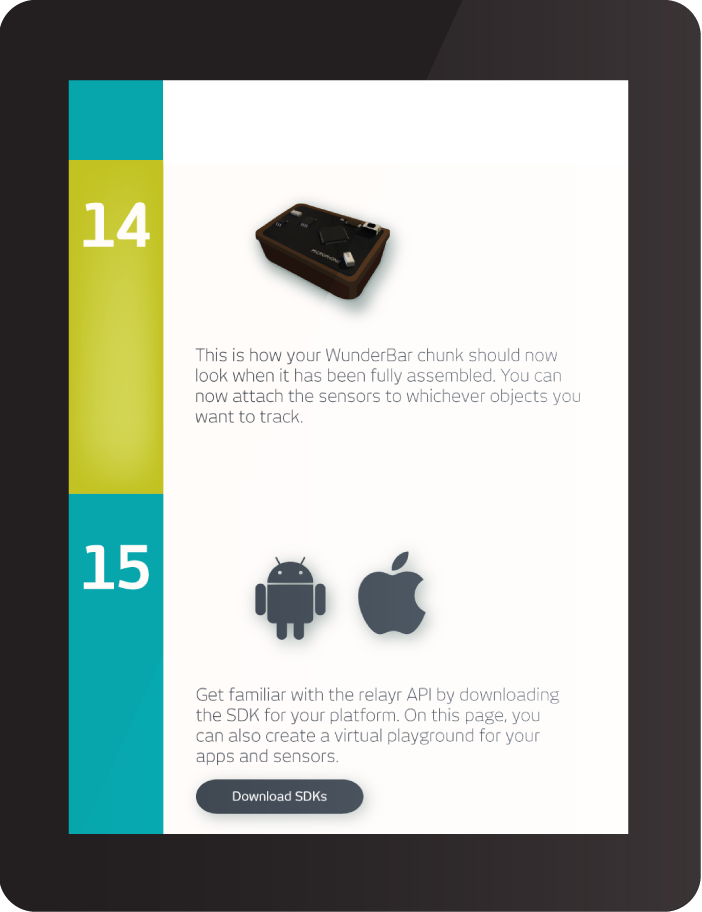 14
MICROPHONE
This is how your WunderBar chunk should now
look when it has been fully assembled. You can
now attach the sensors to whichever objects you
want to track.
15
Get familiar with the relayr API by downloading
the SDK for your platform. On this page, you
can also create a virtual playground for your
apps and sensors.
Download SDKs